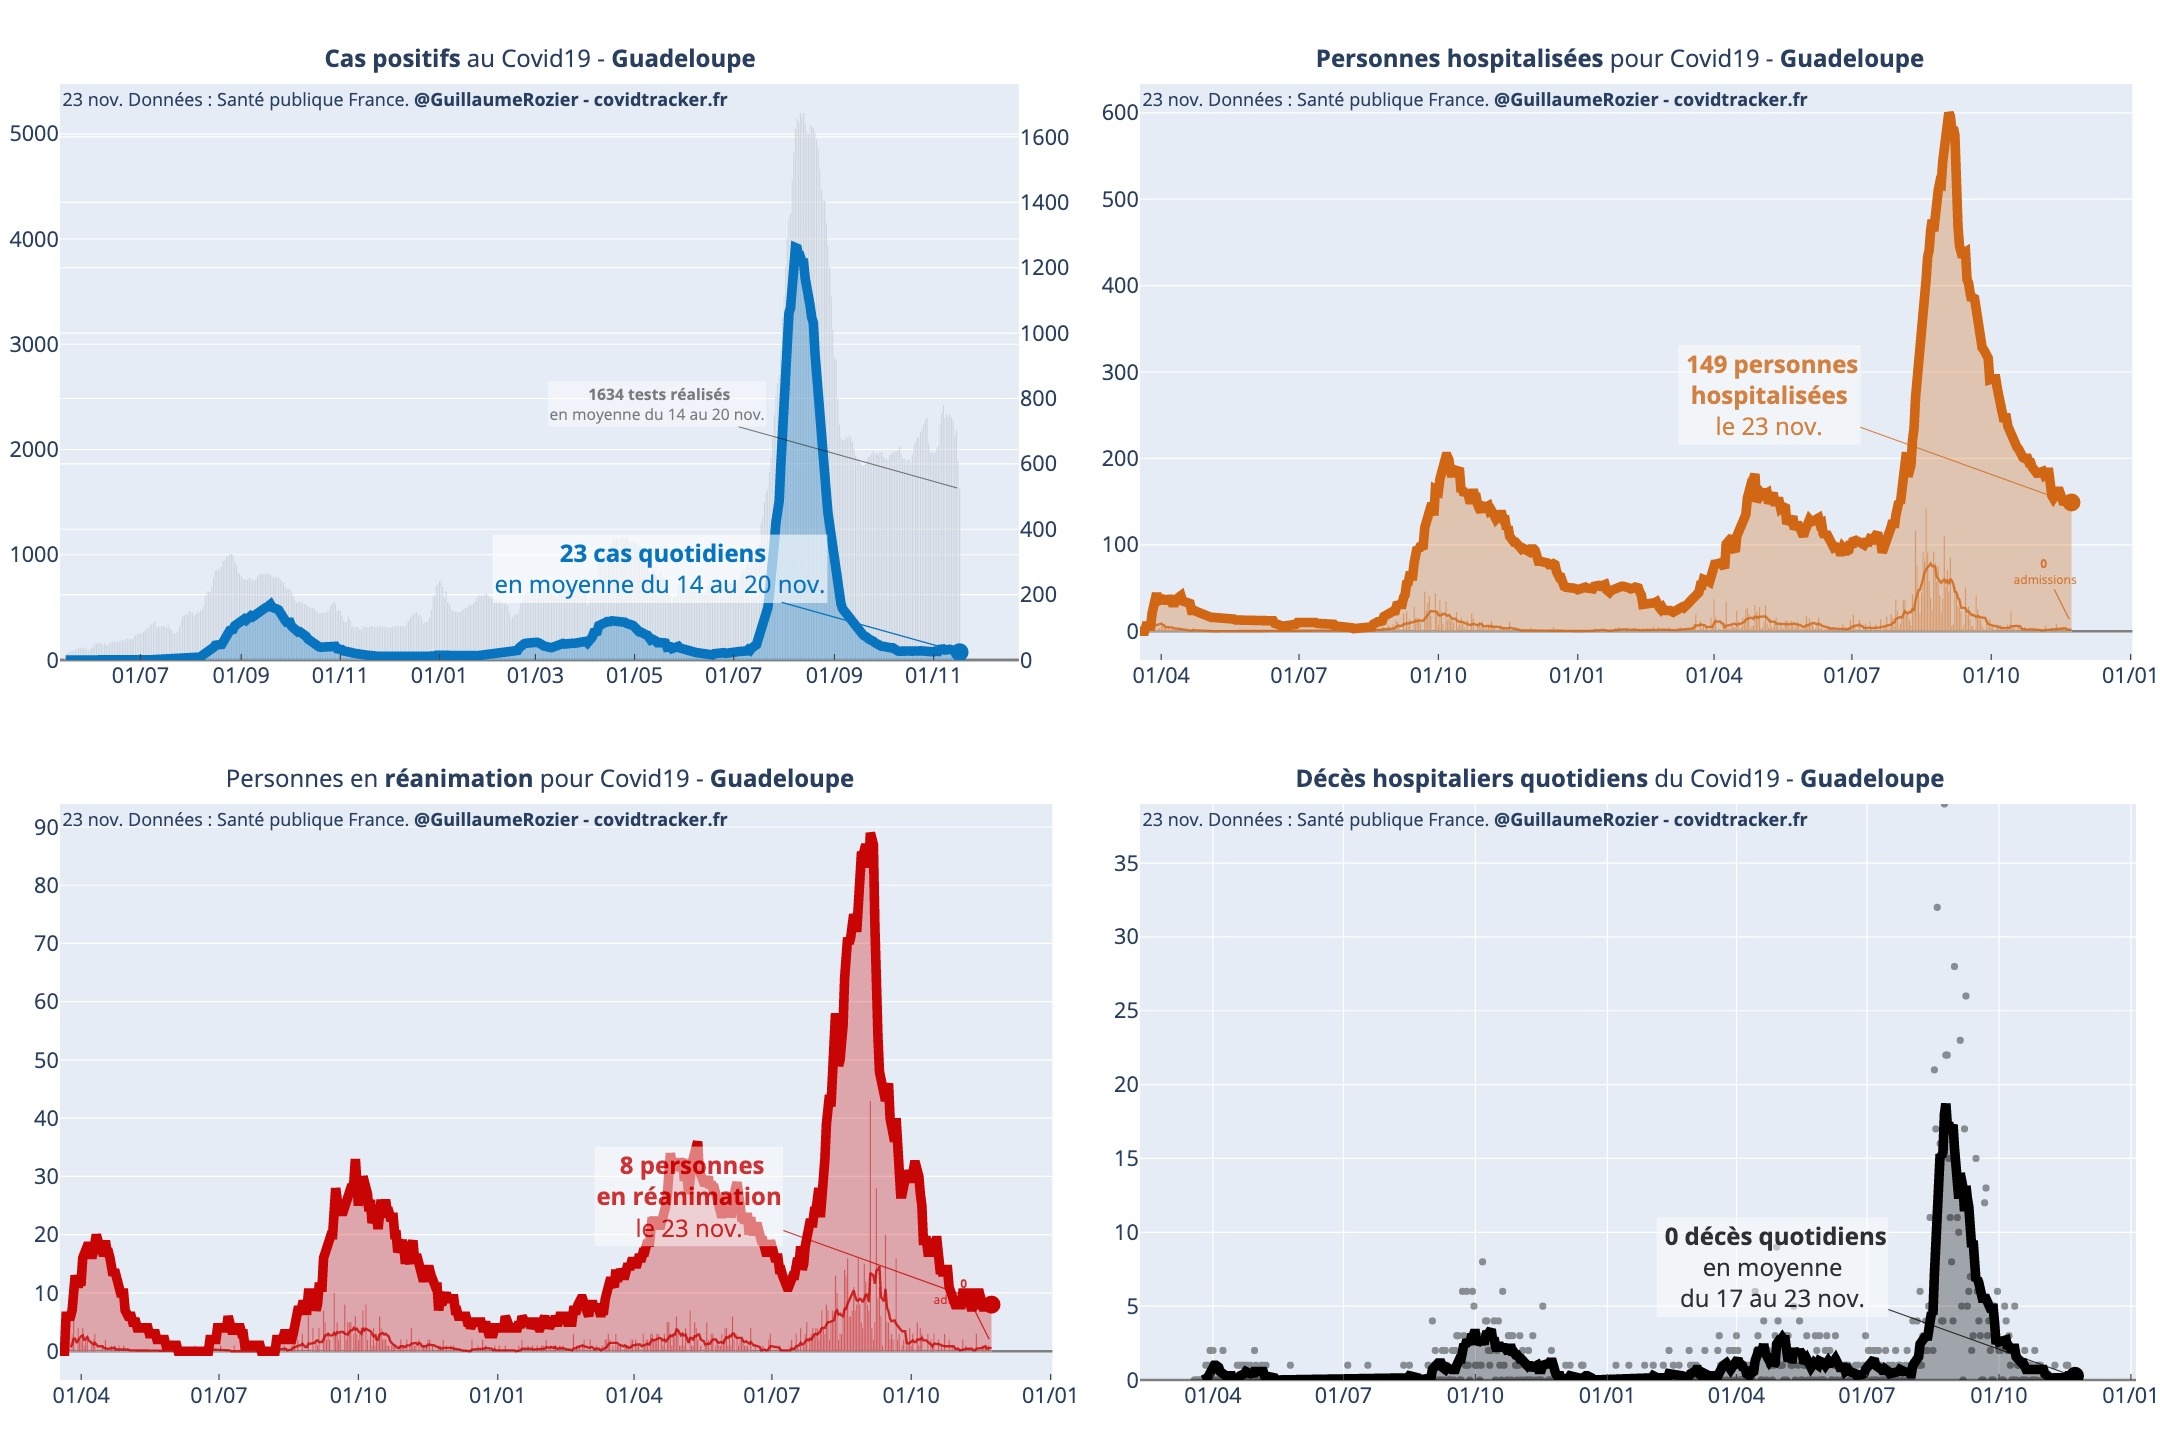 Cas positifs au Covid19 - Guadeloupe
23 nov. Données : Santé publique France. @GuillaumeRozier - covidtracker.fr
5000
4000
3000
2000
1000
0
1600
1400
1200
1000
800
600
400
200
0
1634 tests réalisés
en moyenne du 14 au 20 nov.
23 cas quotidiens
en moyenne du 14 au 20 nov.
01/07 01/09 01/11 01/01 01/03 01/05 01/07 01/09 01/11
Personnes hospitalisées pour Covid19 - Guadeloupe
23 nov. Données : Santé publique France. @GuillaumeRozier - covidtracker.fr
600
500
400
300
200
100
0
149 personnes
hospitalisées
le 23 nov.
0
admissions
01/04 01/07 01/10 01/01 01/04 01/07 01/10 01/01
Personnes en réanimation pour Covid19 - Guadeloupe
23 nov. Données : Santé publique France. @GuillaumeRozier - covidtracker.fr
90
80
70
60
50
40
30
20
10
0
8 personnes
en réanimation
le 23 nov.
0
01/04 01/07 01/10 01/01 01/04 01/07 01/10 01/01
Décès hospitaliers quotidiens du Covid19 - Guadeloupe
23 nov. Données : Santé publique France. @GuillaumeRozier - covidtracker.fr
35
30
25
20
15
10
5
0
0 décès quotidiens
en moyenne
du 17 au 23 nov.
01/04 01/07 01/10 01/01 01/04 01/07 01/10 01/01